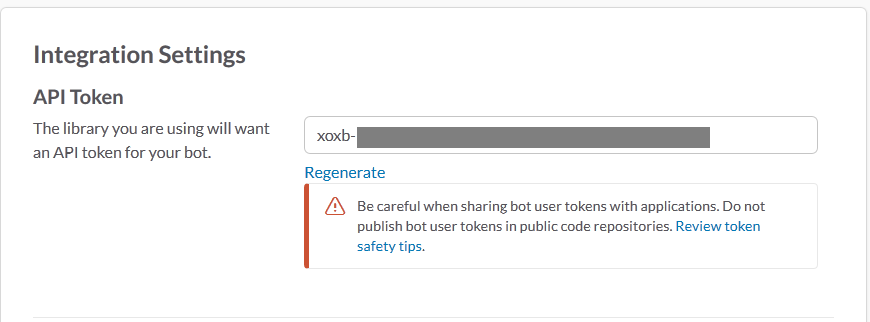 Integration Settings
API Token
The library you are using will want
an API token for your bot.
xoxb-
Regenerate
Be careful when sharing bot user tokens with applications. Do not
publish bot user tokens in public code repositories. Review token
safety tips.